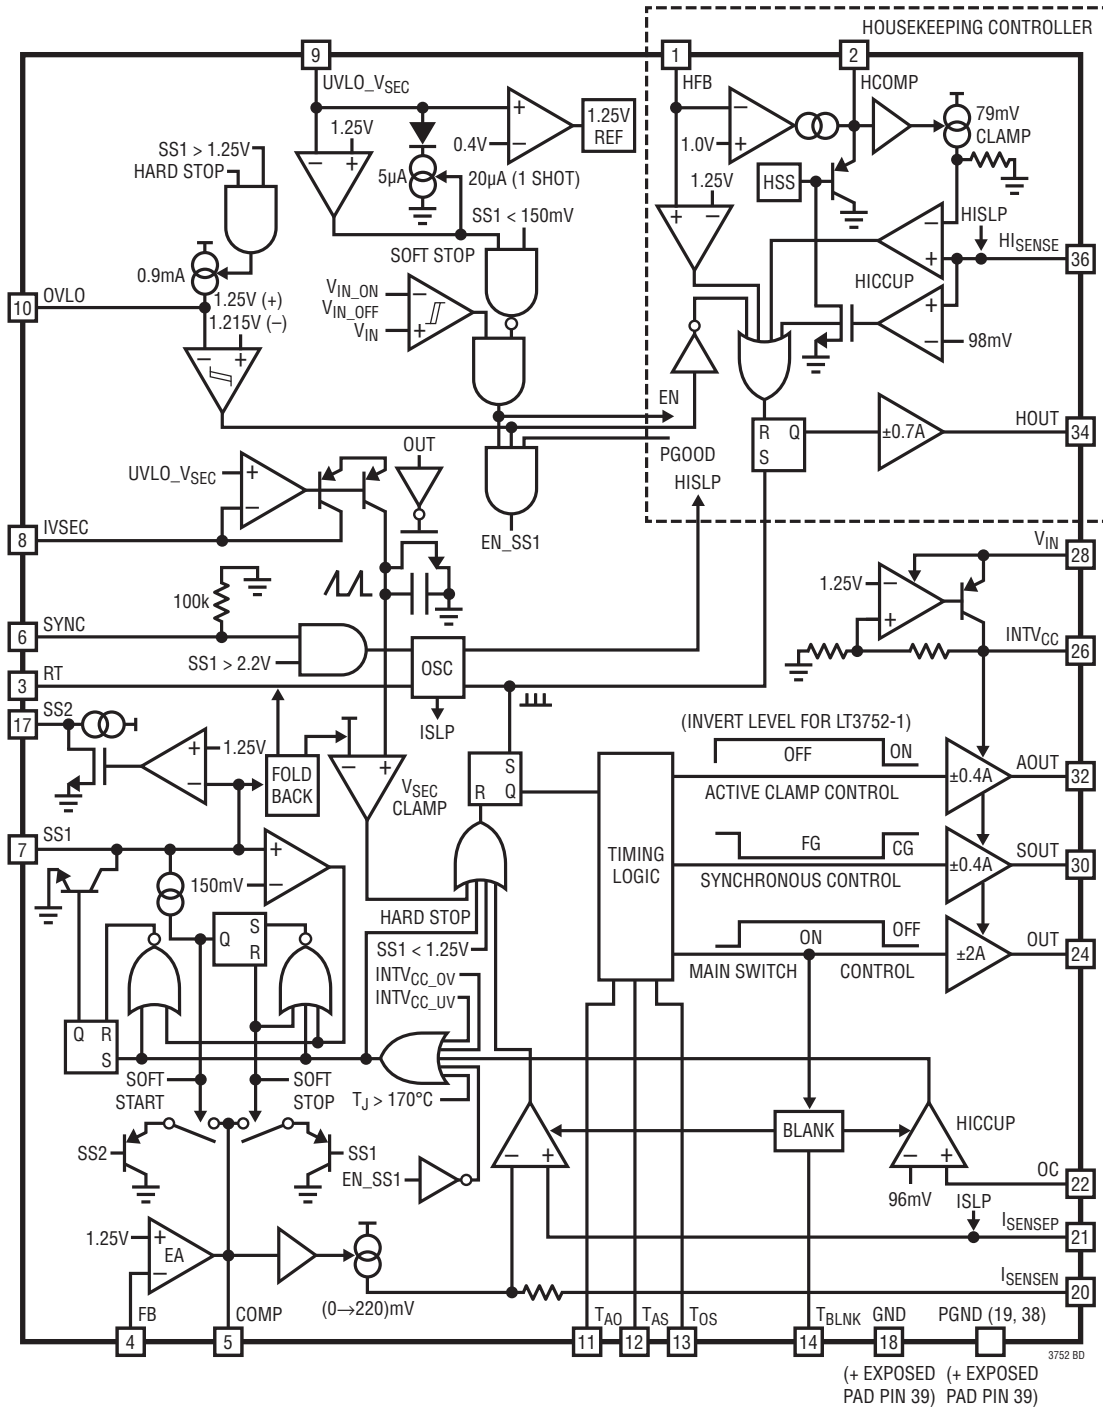 HOUSEKEEPING CONTROLLER
9
1
2
UVLO_VSEC
HFB
HCOMP
1.25V
0.4V
+
–
1.25V
REF
–
+
1.0V
–
+
79mV
CLAMP
SS1 > 1.25V
HARD STOP
5µA
20µA (1 SHOT)
HSS
1.25V
SS1 < 150mV
+
–
–
+
HISLP
HISENSE
36
SOFT STOP
0.9mA
HICCUP
10
OVLO
1.25V (+)
1.215V (–)
VIN_ON
VIN_OFF
VIN
–
+
+
–
98mV
–
+
EN
R
Q
S
±0.7A
HOUT
34
OUT
PGOOD
HISLP
UVLO_VSEC
+
–
8
IVSEC
EN_SS1
VIN
28
1.25V
–
+
100k
6
SYNC
SS1 > 2.2V
OSC
INTVCC
26
3
RT
17
SS2
ISLP
(INVERT LEVEL FOR LT3752-1)
OFF
ON
+
–
1.25V
FOLD
BACK
–
+
VSEC
CLAMP
S
R
Q
±0.4A
AOUT
32
ACTIVE CLAMP CONTROL
7
SS1
TIMING
LOGIC
FG
CG
+
–
150mV
±0.4A
SOUT
30
SYNCHRONOUS CONTROL
HARD STOP
Q
S
R
SS1 < 1.25V
ON
OFF
±2A
OUT
24
MAIN SWITCH
CONTROL
INTVCC_OV
INTVCC_UV
Q
R
S
SOFT
START
SOFT
STOP
TJ > 170°C
BLANK
HICCUP
SS2
SS1
EN_SS1
–
+
–
+
96mV
OC
22
ISLP
ISENSEP
21
1.25V
+
–
EA
ISENSEN
20
FB
COMP
(0→220)mV
TAO
TAS
TOS
TBLNK
GND
PGND (19, 38)
4
5
11
12
13
14
18
3752 BD
(+ EXPOSED
PAD PIN 39)
(+ EXPOSED
PAD PIN 39)